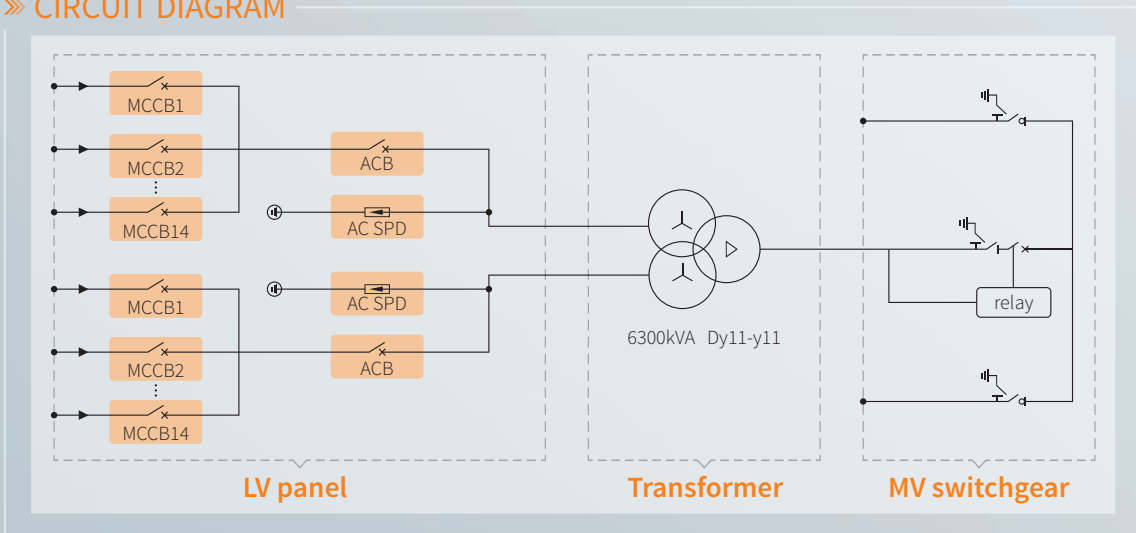 » CIRCUIT DIAGRAM
MCCB1
MCCB2
MCCB14
ACB
AC SPD
MCCB1
MCCB2
MCCB14
AC SPD
ACB
6300kVA Dy11-y11
relay
LV panel
Transformer
MV switchgear